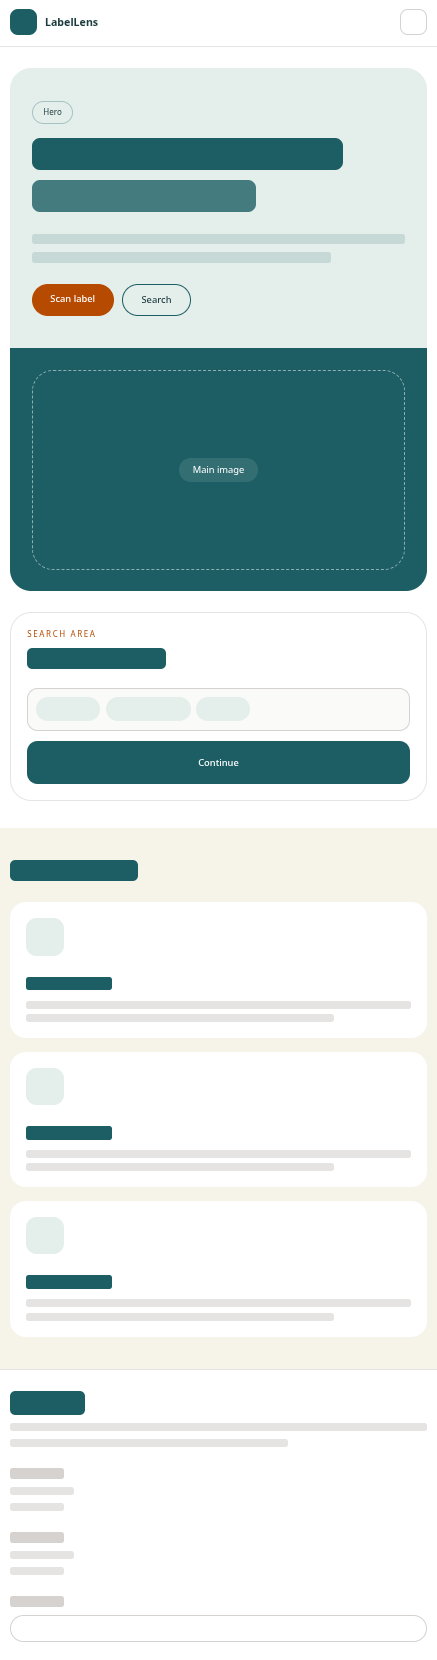 LabelLens
Hero
Scan label
Search
Main image
SEARCH AREA
Continue